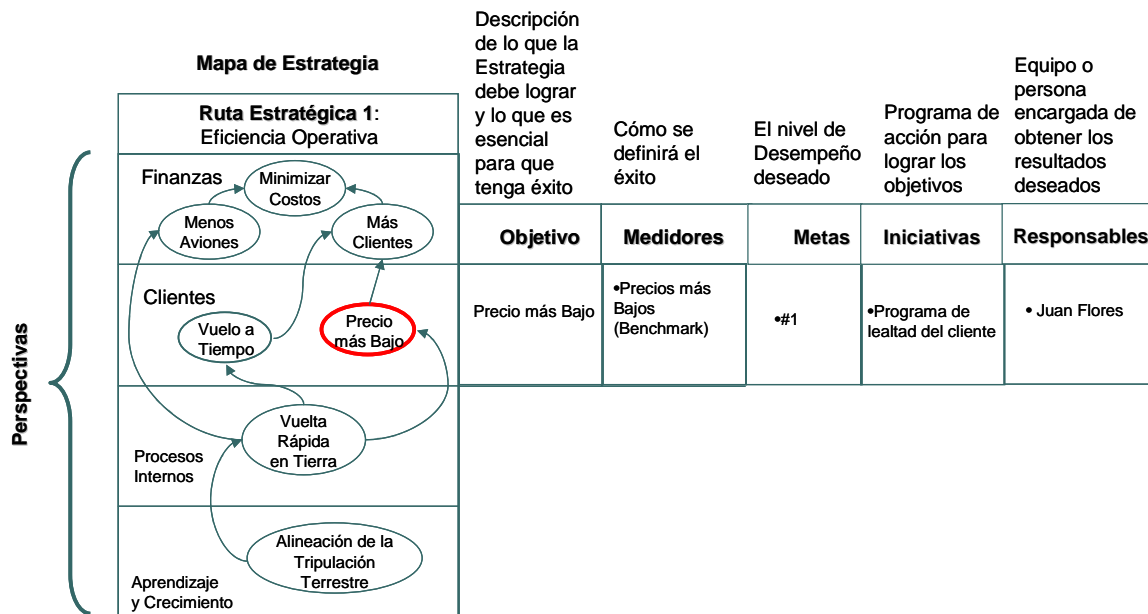 Mapa de Estrategia
Ruta Estratégica 1:
Eficiencia Operativa
Perspectivas
Finanzas
Minimizar
Costos
Menos
Aviones
Más
Clientes
Clientes
Vuelo a
Tiempo
Precio
más Bajo
Procesos
Internos
Vuelta
Rápida
en Tierra
Aprendizaje
y Crecimiento
Alineación de la
Tripulación
Terrestre
Descripción
de lo que la
Estrategia
debe lograr
y lo que es
esencial
para que
tenga éxito
Cómo se
definirá el
éxito
El nivel de
Desempeño
deseado
Programa de
acción para
lograr los
objetivos
Equipo o
persona
encargada de
obtener los
resultados
deseados
Objetivo
Medidores
Metas
Iniciativas
Responsables
Precio más Bajo
•Precios más
Bajos
(Benchmark)
•#1
•Programa de
lealtad del cliente
• Juan Flores